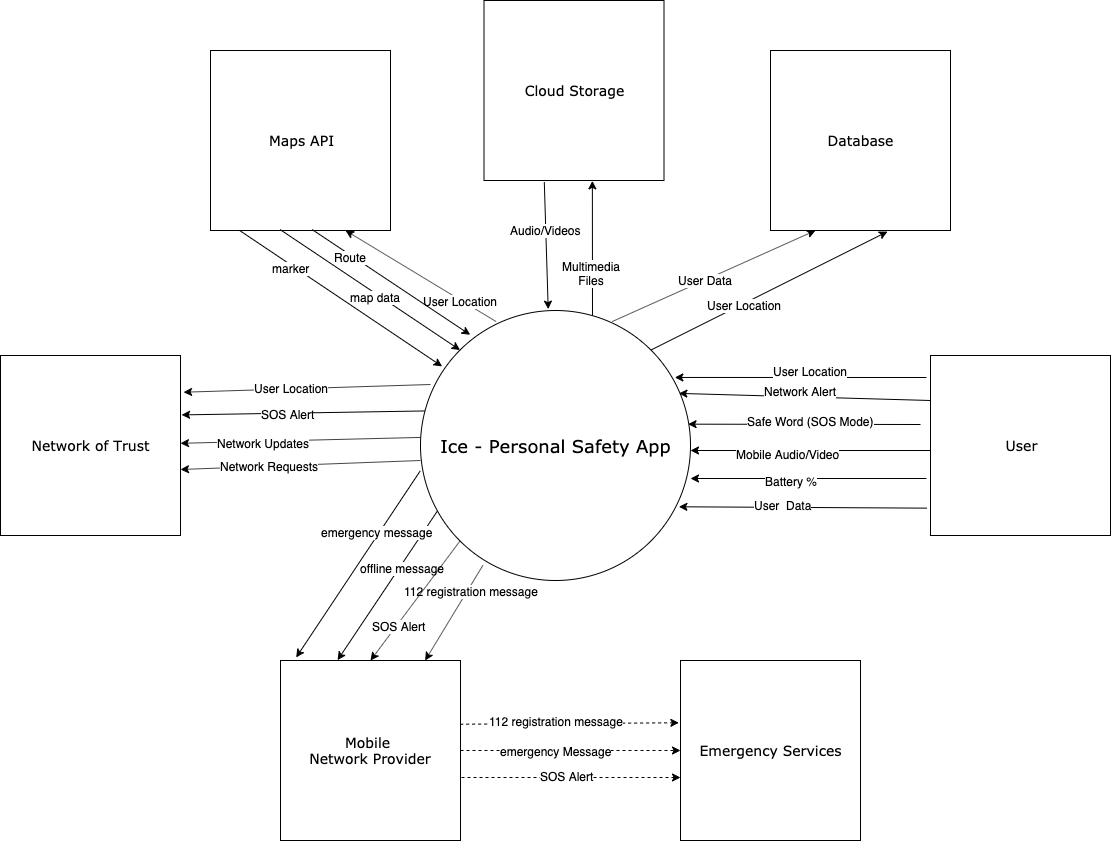 Cloud Storage
Maps API
Database
Audio/Videos
Route
marker
Multimedia
Files
User Data
map data
User Location
User Location
User Location
User Location
Network Alert
SOS Alert
Safe Word (SOS Mode)
Network of Trust
Network Updates
Ice - Personal Safety App
User
Mobile Audio/Video
Network Requests
Battery %
User  Data
emergency message
offline message
112 registration message
SOS Alert
112 registration message
Mobile
Network Provider
emergency Message
Emergency Services
SOS Alert